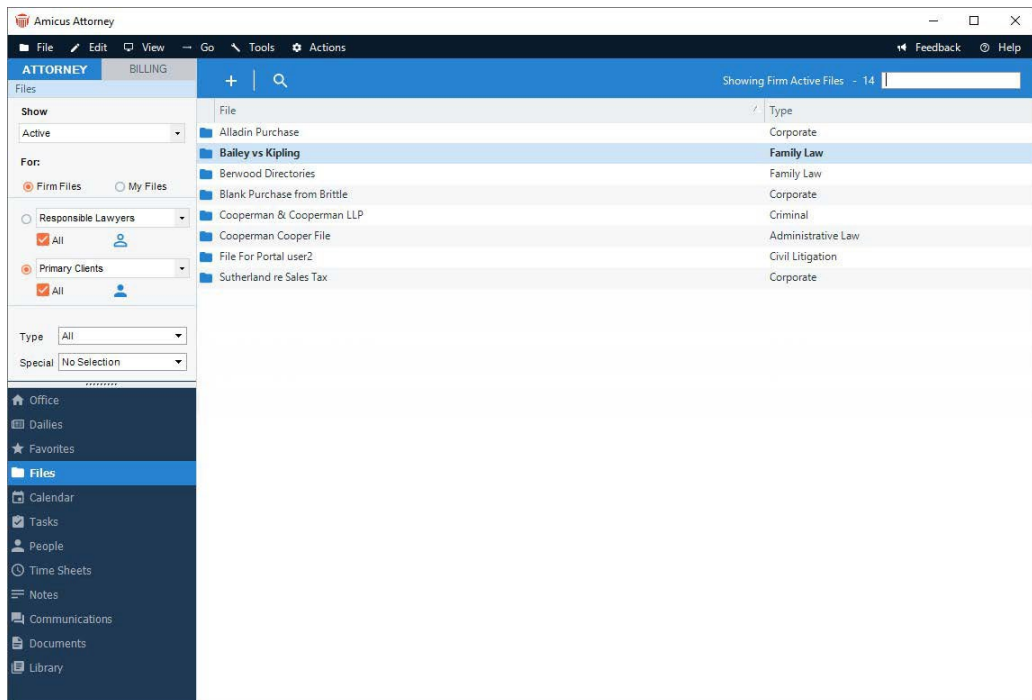 Amicus Attorney
File Edit View Go Tools Actions Feedback Help
ATTORNEY BILLING
Files
Showing Firm Active Files - 14
Show
Active
For:
Firm Files My Files
Responsible Lawyers
All
Primary Clients
All
Type All
Special No Selection
File Type
Alladin Purchase Corporate
Bailey vs Kipling Family Law
Berwood Directories Family Law
Blank Purchase from Brittle Corporate
Cooperman & Cooperman LLP Criminal
Cooperman Cooper File Administrative Law
File For Portal user2 Civil Litigation
Sutherland re Sales Tax Corporate
Office
Dailies
Favorites
Files
Calendar
Tasks
People
Time Sheets
Notes
Communications
Documents
Library